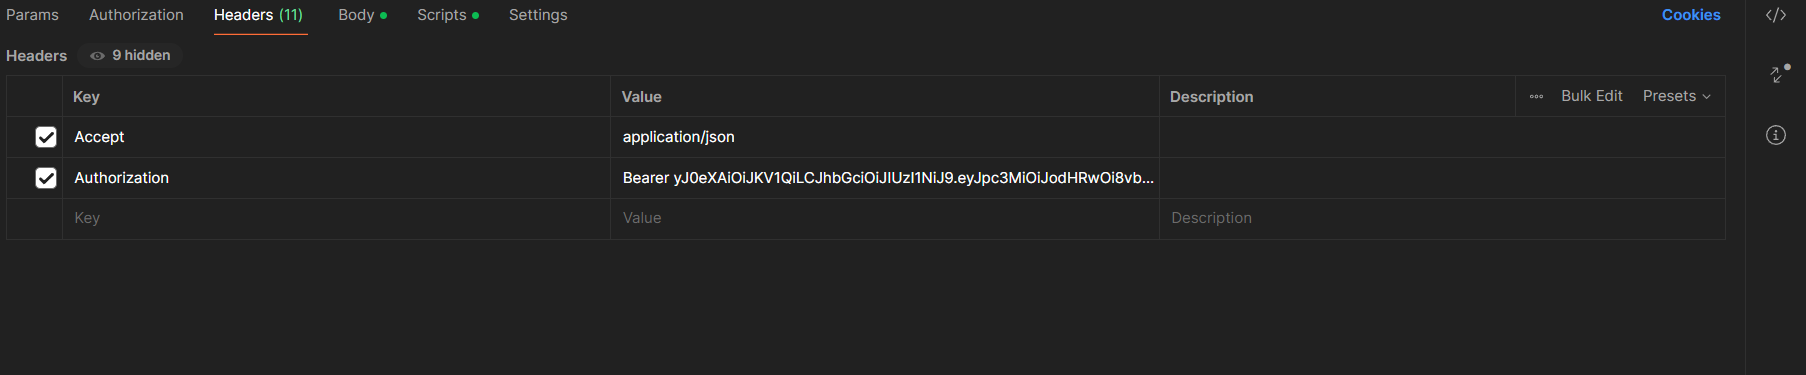 Params Authorization Headers (11) Body Scripts Settings Cookies
Headers 9 hidden
Key Value Description Bulk Edit Presets
Accept application/json
Authorization Bearer yJ0eXAiOiJKV1QiLCJhbGciOiJIUzI1NiJ9.eyJpc3MiOiJodHRwOi8vb...
Key Value Description